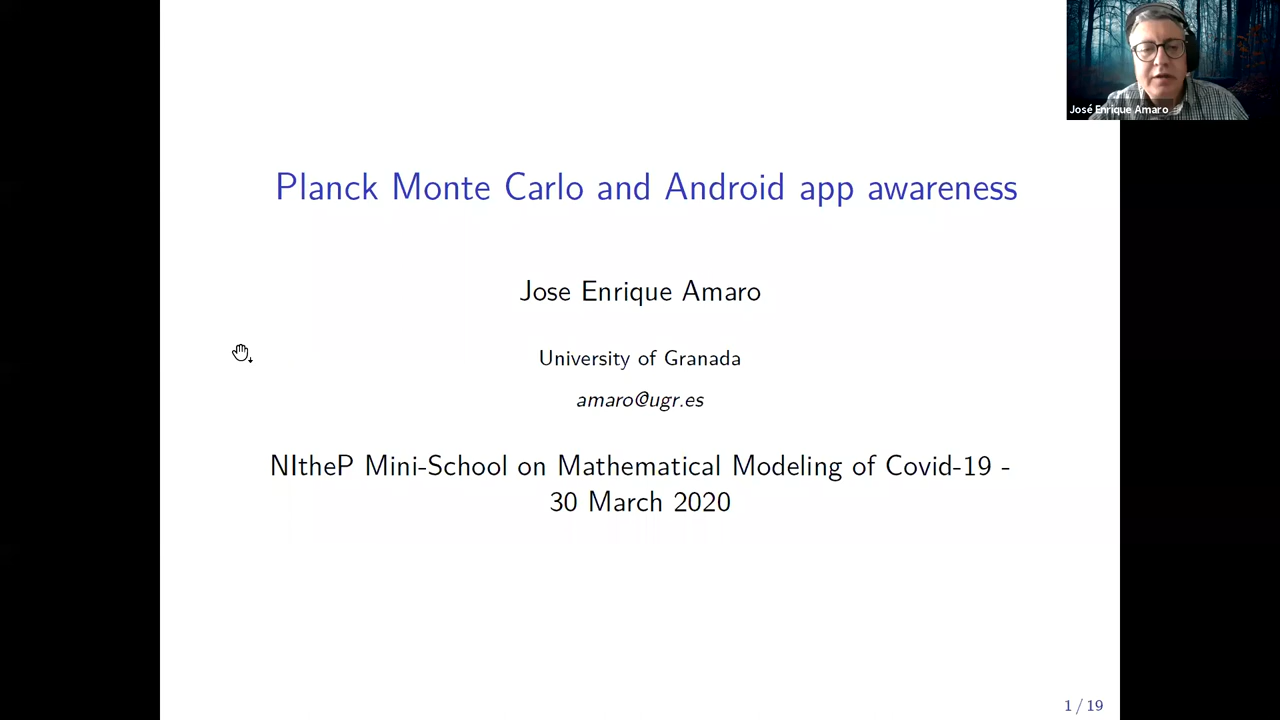 José Enrique Amaro
Planck Monte Carlo and Android app awareness
Jose Enrique Amaro
University of Granada
amaro@ugr.es
NItheP Mini-School on Mathematical Modeling of Covid-19 -
30 March 2020
1 / 19